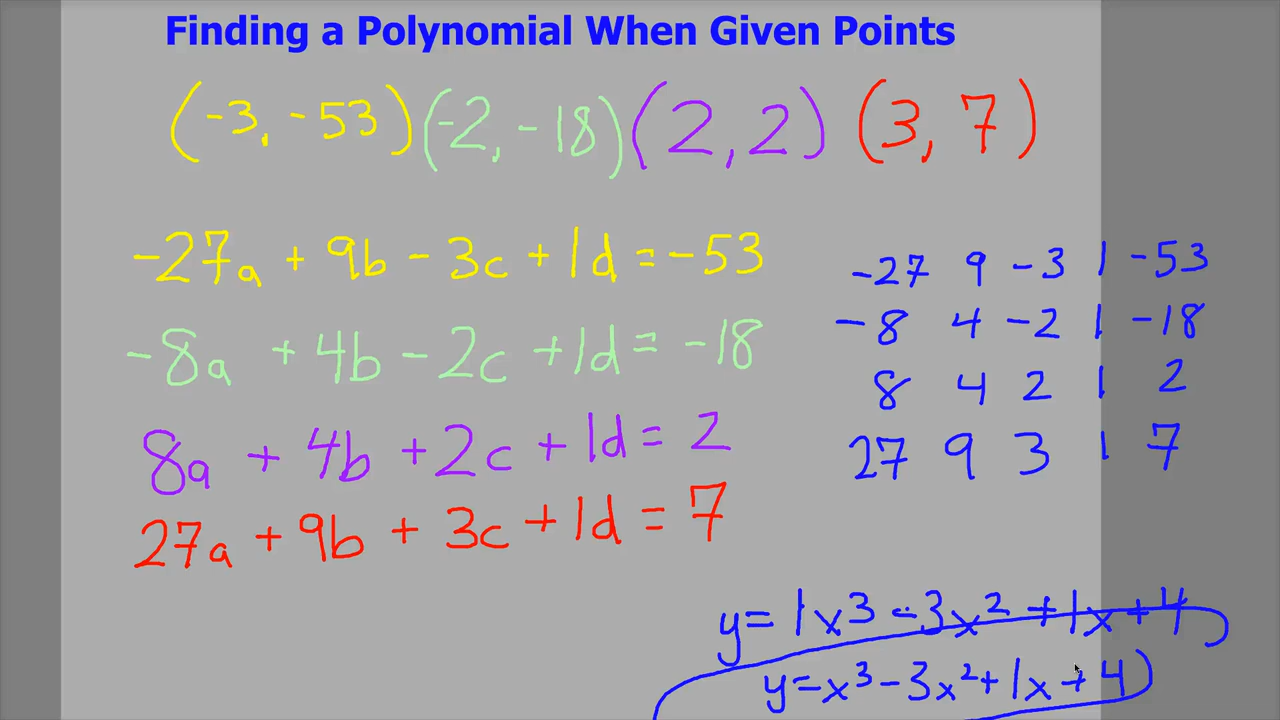 Finding a Polynomial When Given Points
(-3, -53) (-2, -18) (2, 2) (3, 7)
-27a + 9b - 3c + 1d = -53
-8a + 4b - 2c + 1d = -18
8a + 4b + 2c + 1d = 2
27a + 9b + 3c + 1d = 7
-27 9 -3 1 -53
-8 4 -2 1 -18
8 4 2 1 2
27 9 3 1 7
y = 1x³ - 3x² + 1x + 4
y = x³ - 3x² + 1x + 4